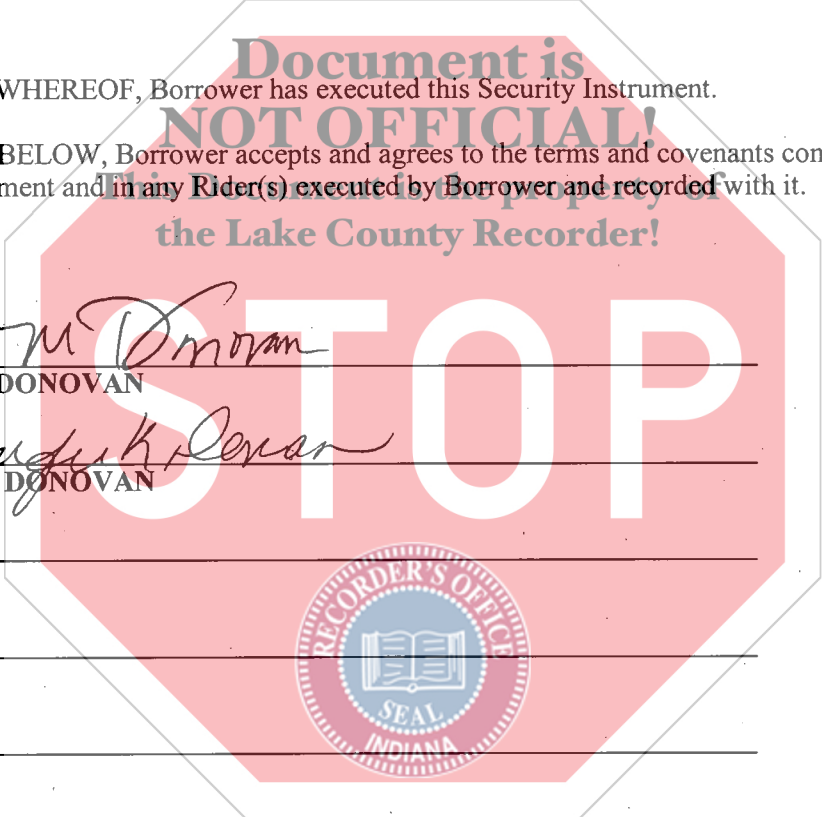 Document is
WHEREOF, Borrower has executed this Security Instrument.
NOT OFFICIAL!
BELOW, Borrower accepts and agrees to the terms and covenants con
ment and in any Rider(s) executed by Borrower and recorded with it.
This Document is the property of
the Lake County Recorder!
STOP
M Donovan
DONOVAN
K Donovan
DONOVAN
RECORDER'S OFFICE
SEAL
INDIANA